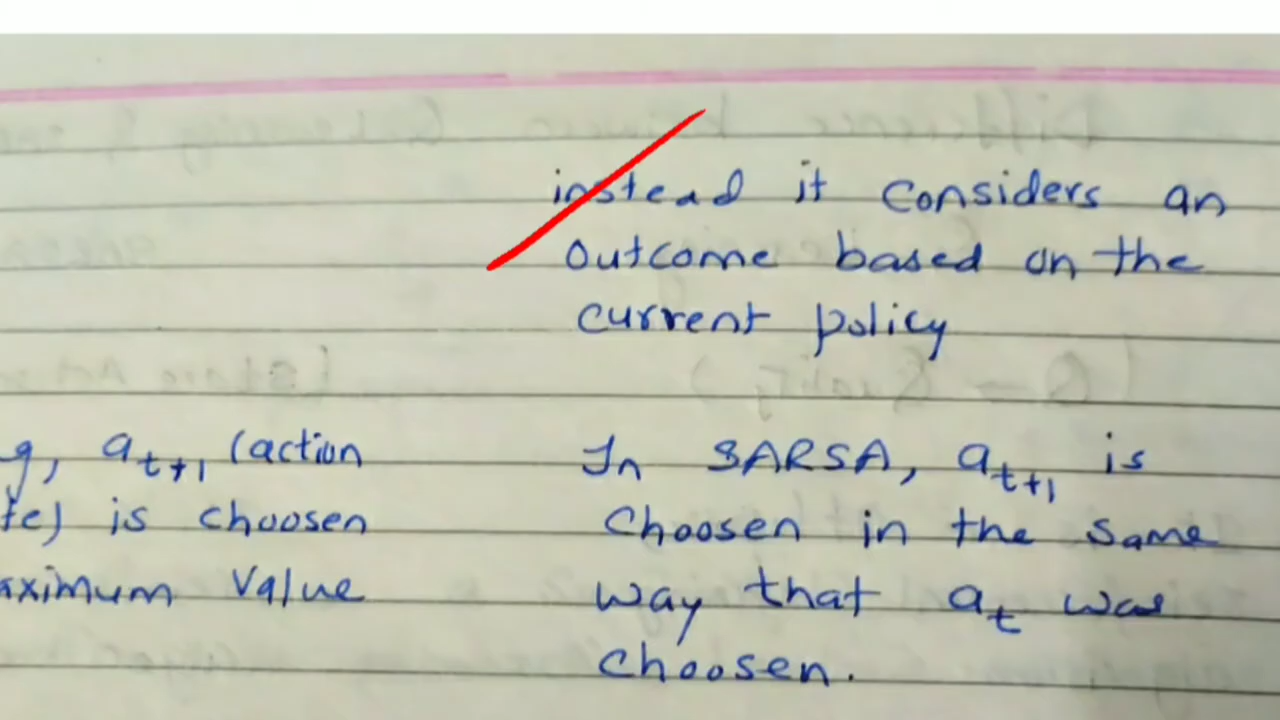 instead it considers an
outcome based on the
current policy
g, at+1 (action
is choosen
aximum value
In SARSA, at+1 is
choosen in the same
way that at was
choosen.